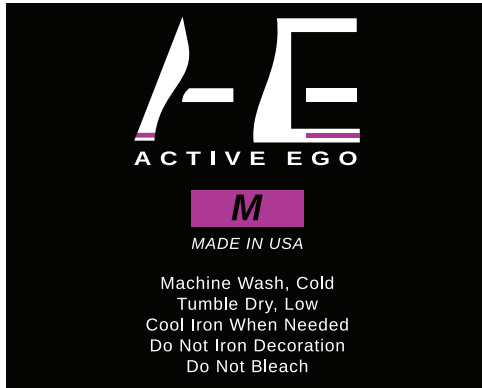 A-E
ACTIVE EGO
M
MADE IN USA
Machine Wash, Cold
Tumble Dry, Low
Cool Iron When Needed
Do Not Iron Decoration
Do Not Bleach